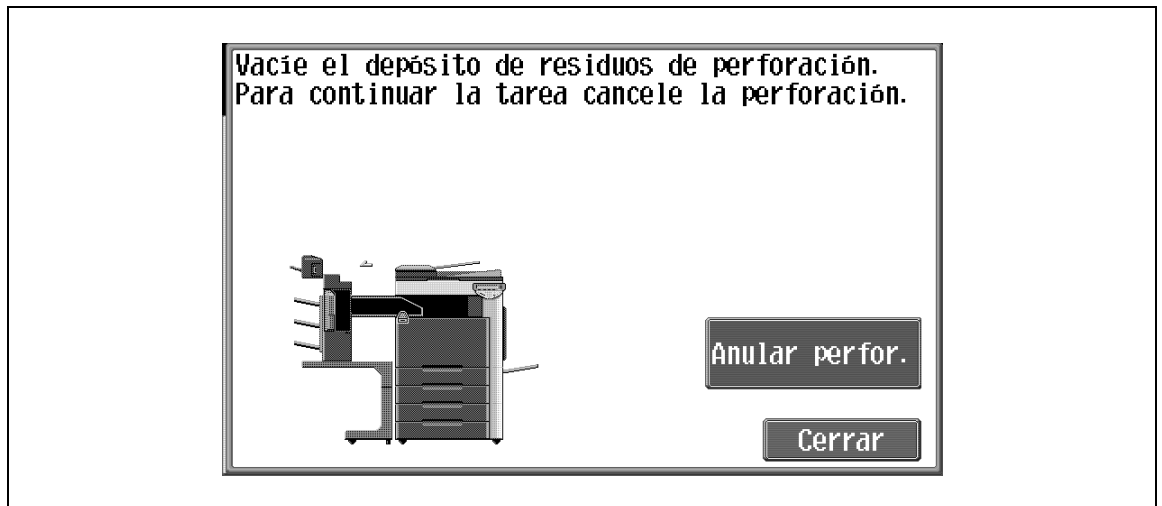 Vacíe el depósito de residuos de perforación.
Para continuar la tarea cancele la perforación.
Anular perfor.
Cerrar